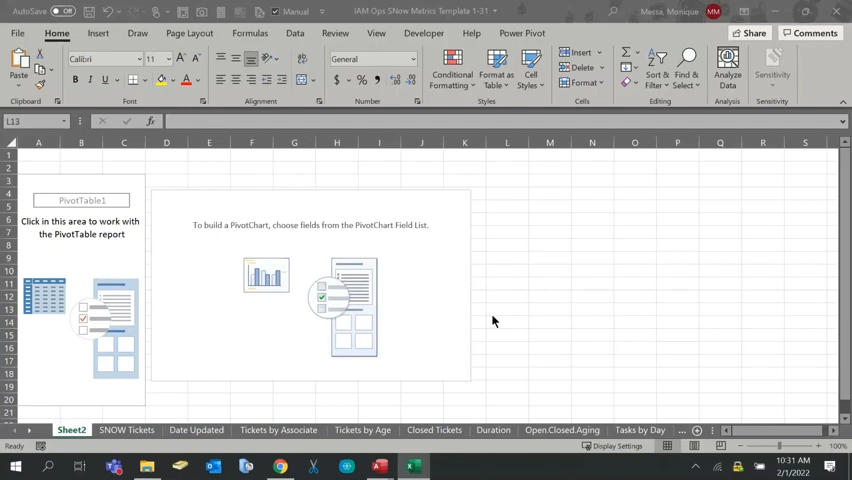 AutoSave Off Manual IAM Ops SNow Metrics Template 1-31 Messa, Monique MM
File Home Insert Draw Page Layout Formulas Data Review View Developer Help Power Pivot Share Comments
Paste Calibri 11 A A General $ % Conditional Formatting Format as Table Cell Styles Insert Delete Format Sort & Filter Find & Select Analyze Data Sensitivity
B I U A
Clipboard Font Alignment Number Styles Cells Editing Analysis Sensitivity
L13 fx
A B C D E F G H I J K L M N O P Q R S
1
2
3
4
PivotTable1
5
6
Click in this area to work with
To build a PivotChart, choose fields from the PivotChart Field List.
7
the PivotTable report
8
9
10
11
12
13
14
15
16
17
18
19
20
21
Sheet2 SNOW Tickets Date Updated Tickets by Associate Tickets by Age Closed Tickets Duration Open.Closed.Aging Tasks by Day ...
Ready Display Settings 100%
10:31 AM
2/1/2022